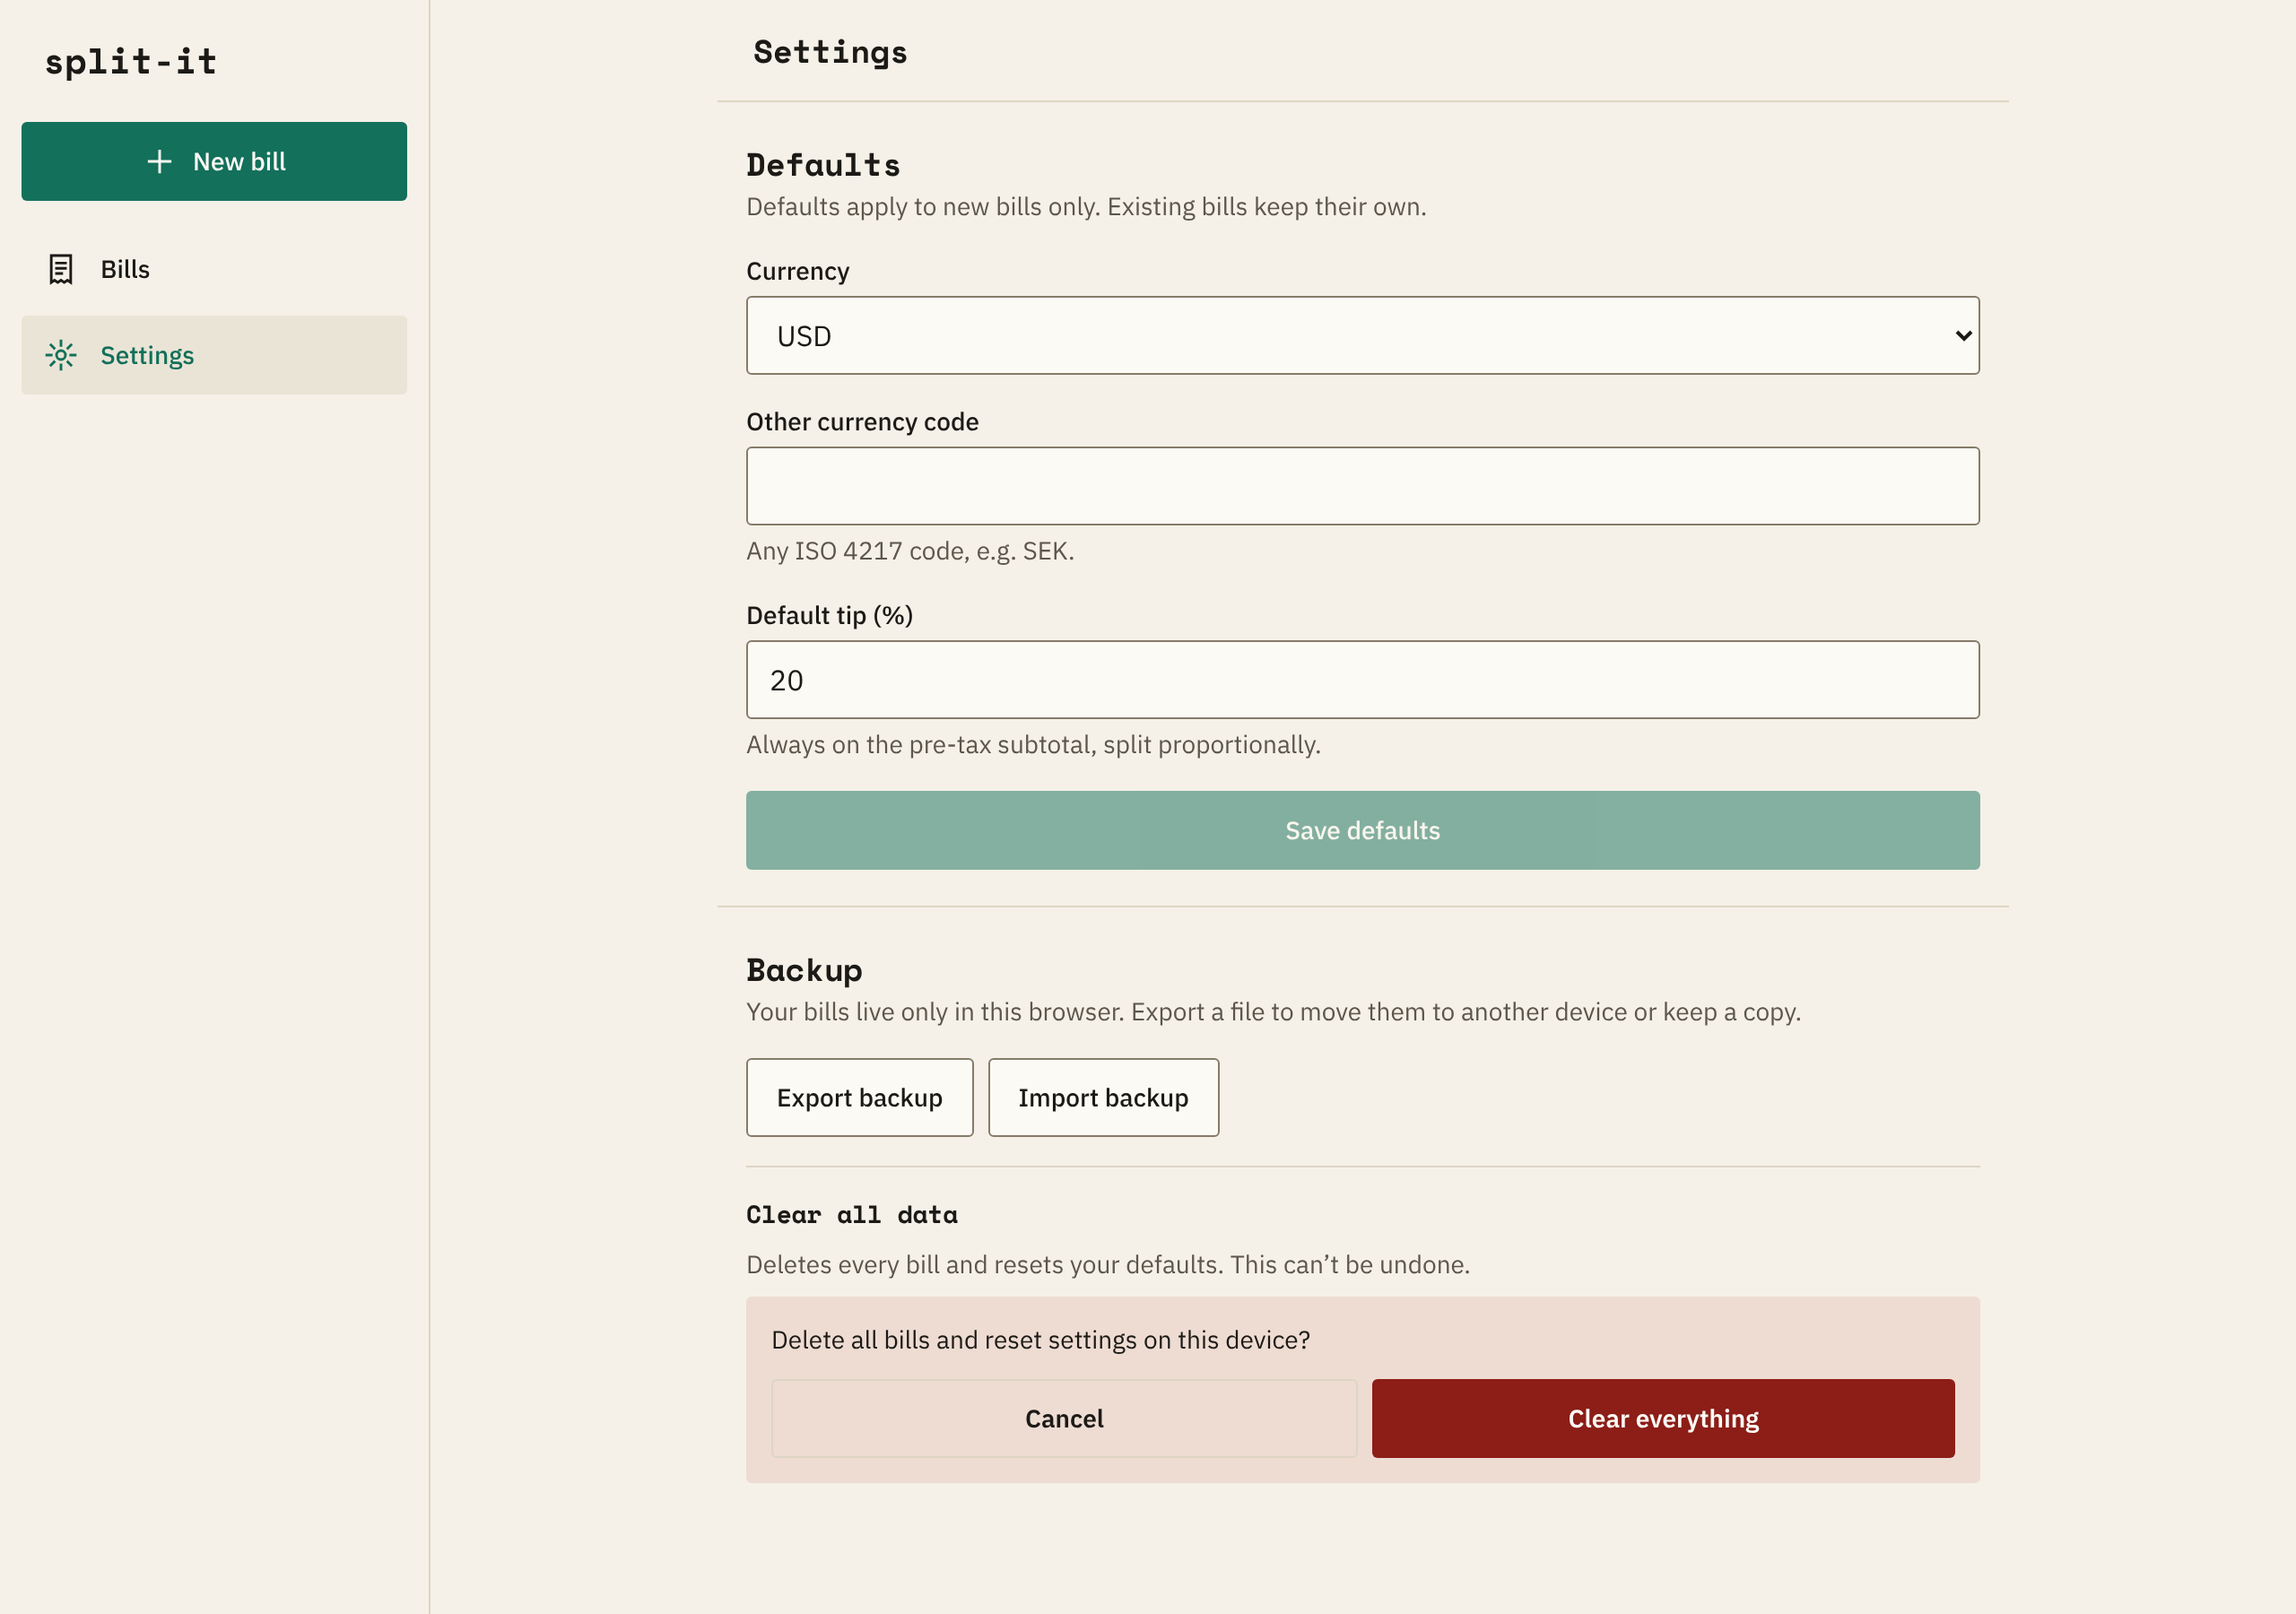 split-it
New bill
Bills
Settings
Settings
Defaults
Defaults apply to new bills only. Existing bills keep their own.
Currency
USD
Other currency code
Any ISO 4217 code, e.g. SEK.
Default tip (%)
20
Always on the pre-tax subtotal, split proportionally.
Save defaults
Backup
Your bills live only in this browser. Export a file to move them to another device or keep a copy.
Export backup
Import backup
Clear all data
Deletes every bill and resets your defaults. This can’t be undone.
Delete all bills and reset settings on this device?
Cancel
Clear everything